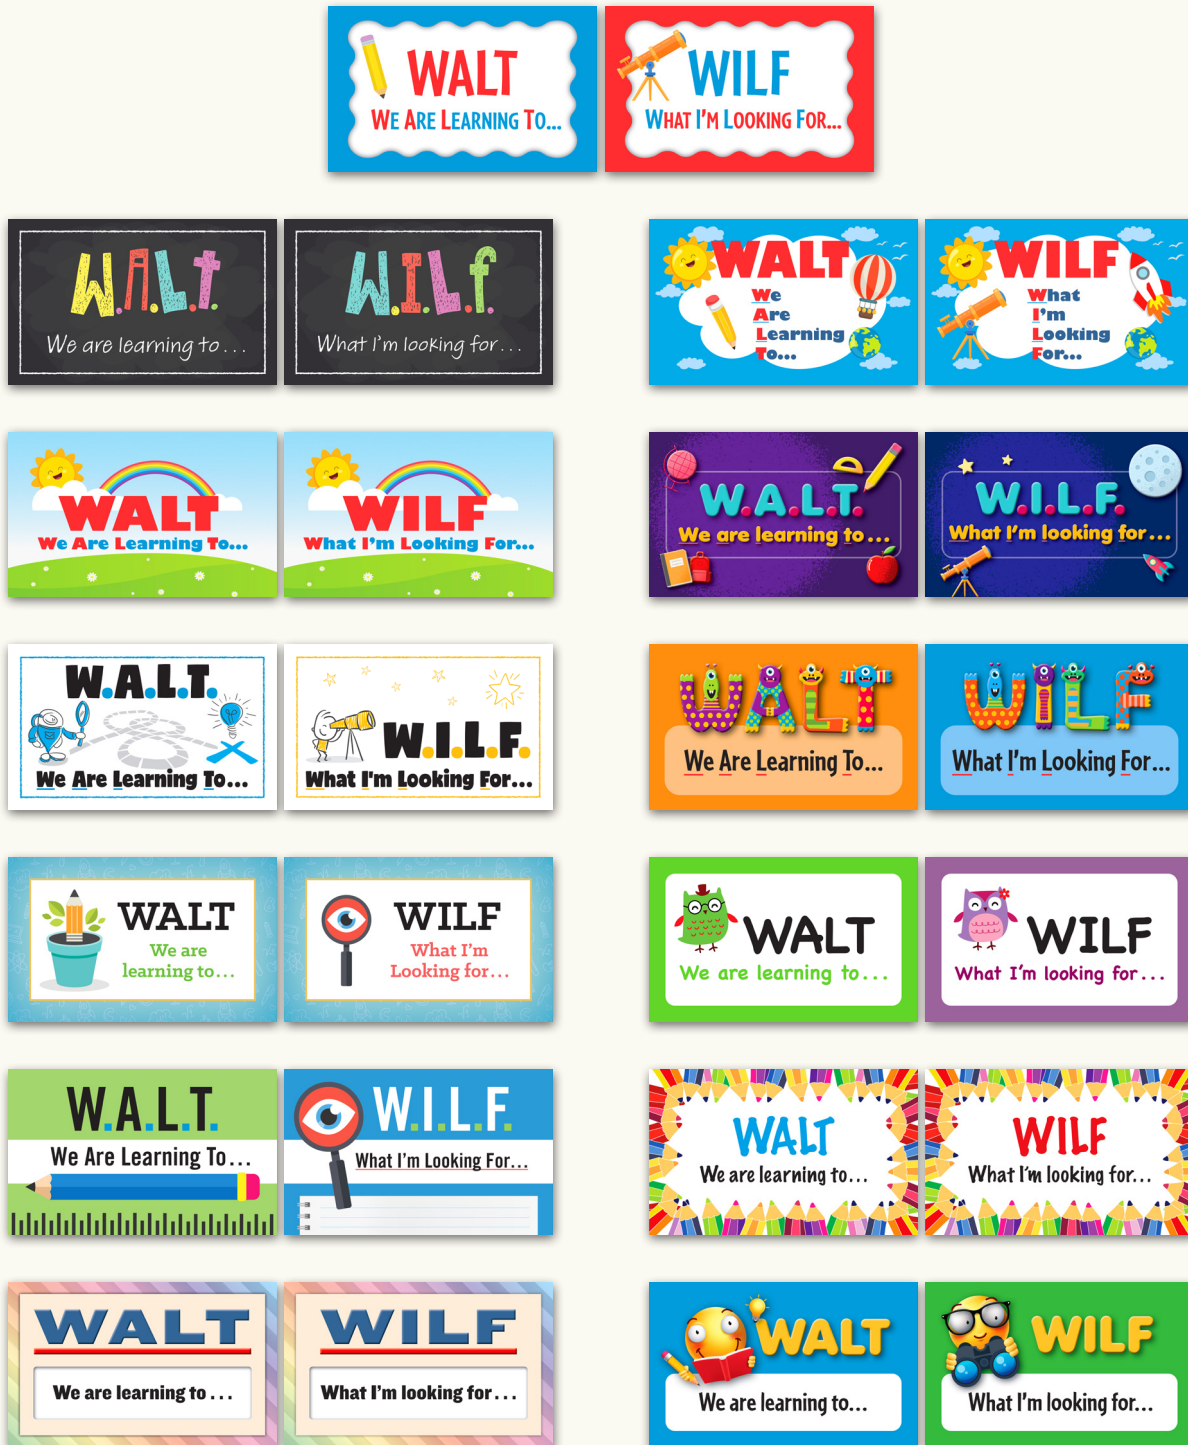 WALT
WE ARE LEARNING TO...
WILF
WHAT I'M LOOKING FOR...
W.A.L.t.
We are learning to...
W.I.L.f.
What I'm looking for...
WALT
We
Are
Learning
To...
WILF
What
I'm
Looking
For...
WALT
We Are Learning To...
WILF
What I'm Looking For...
W.A.L.T.
We are learning to...
W.I.L.F.
What I'm looking for...
W.A.L.T.
We Are Learning To...
W.I.L.F.
What I'm Looking For...
WALT
We Are Learning To...
WILF
What I'm Looking For...
WALT
We are
learning to...
WILF
What I'm
Looking for...
WALT
We are learning to...
WILF
What I'm looking for...
W.A.L.T.
We Are Learning To...
W.I.L.F.
What I'm Looking For...
WALT
We are learning to...
WILF
What I'm looking for...
WALT
We are learning to...
WILF
What I'm looking for...
WALT
We are learning to...
WILF
What I'm looking for...